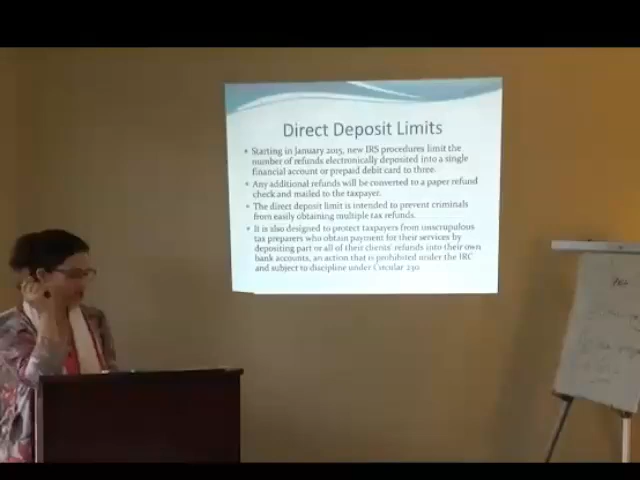 Direct Deposit Limits
• Starting in January 2015, new IRS procedures limit the
number of refunds electronically deposited into a single
financial account or prepaid debit card to three.
• Any additional refunds will be converted to a paper refund
check and mailed to the taxpayer.
• The direct deposit limit is intended to prevent criminals
from easily obtaining multiple tax refunds.
• It is also designed to protect taxpayers from unscrupulous
tax preparers who obtain payment for their services by
depositing part or all of their clients' refunds into their own
bank accounts, an action that is prohibited under the IRC
and subject to discipline under Circular 230